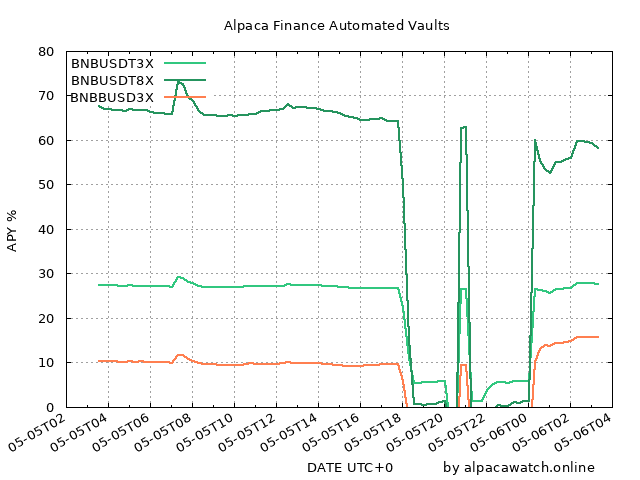 Alpaca Finance Automated Vaults
80
70
60
50
40
30
20
10
0
APY %
BNBUSDT3X
BNBUSDT8X
BNBBUSD3X
05-05T02
05-05T04
05-05T06
05-05T08
05-05T10
05-05T12
05-05T14
05-05T16
05-05T18
05-05T20
05-05T22
05-06T00
05-06T02
05-06T04
DATE UTC+0
by alpacawatch.online